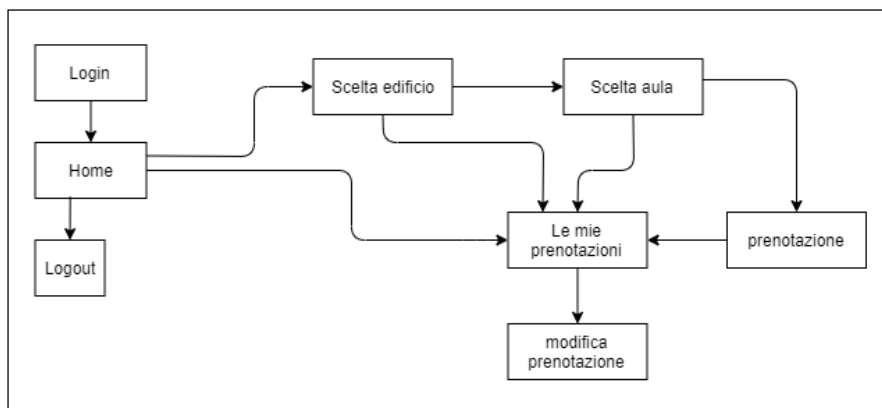 Login
Scelta edificio
Scelta aula
Home
Le mie
prenotazioni
prenotazione
Logout
modifica
prenotazione